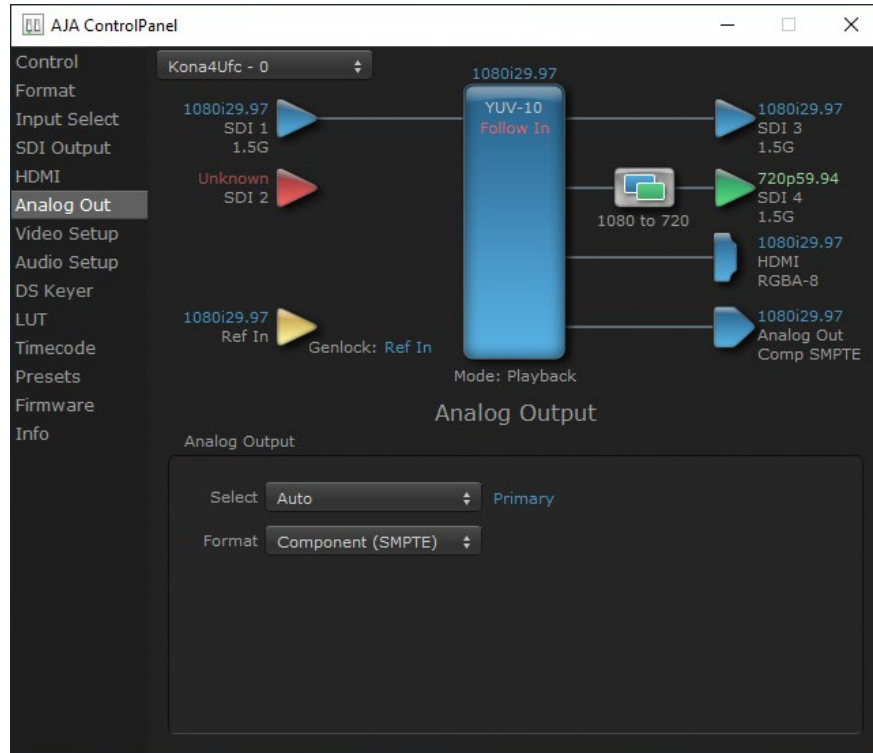 AJA ControlPanel
Control
Format
Input Select
SDI Output
HDMI
Analog Out
Video Setup
Audio Setup
DS Keyer
LUT
Timecode
Presets
Firmware
Info
Kona4Ufc - 0
1080i29.97
YUV-10
Follow In
1080i29.97
SDI 1
1.5G
Unknown
SDI 2
1080i29.97
Ref In
Genlock: Ref In
Mode: Playback
1080i29.97
SDI 3
1.5G
1080 to 720
720p59.94
SDI 4
1.5G
1080i29.97
HDMI
RGBA-8
1080i29.97
Analog Out
Comp SMPTE
Analog Output
Analog Output
Select Auto Primary
Format Component (SMPTE)